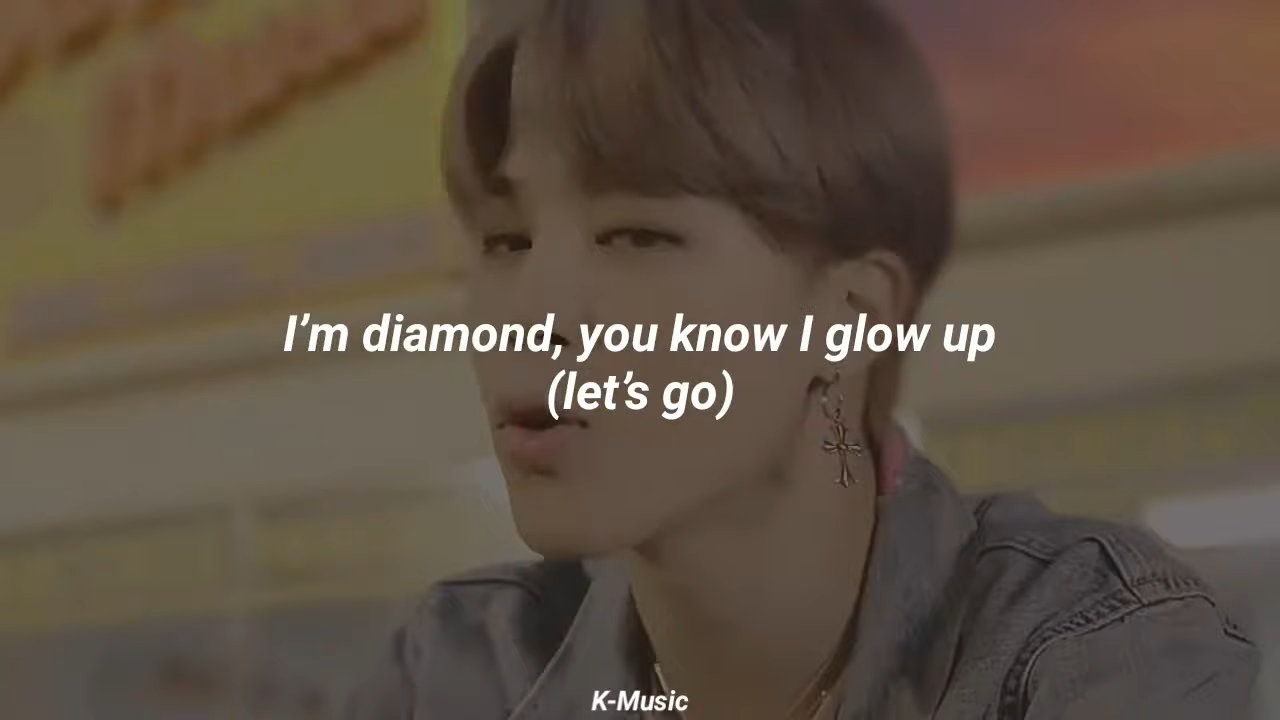 I’m diamond, you know I glow up
(let’s go)
K-Music